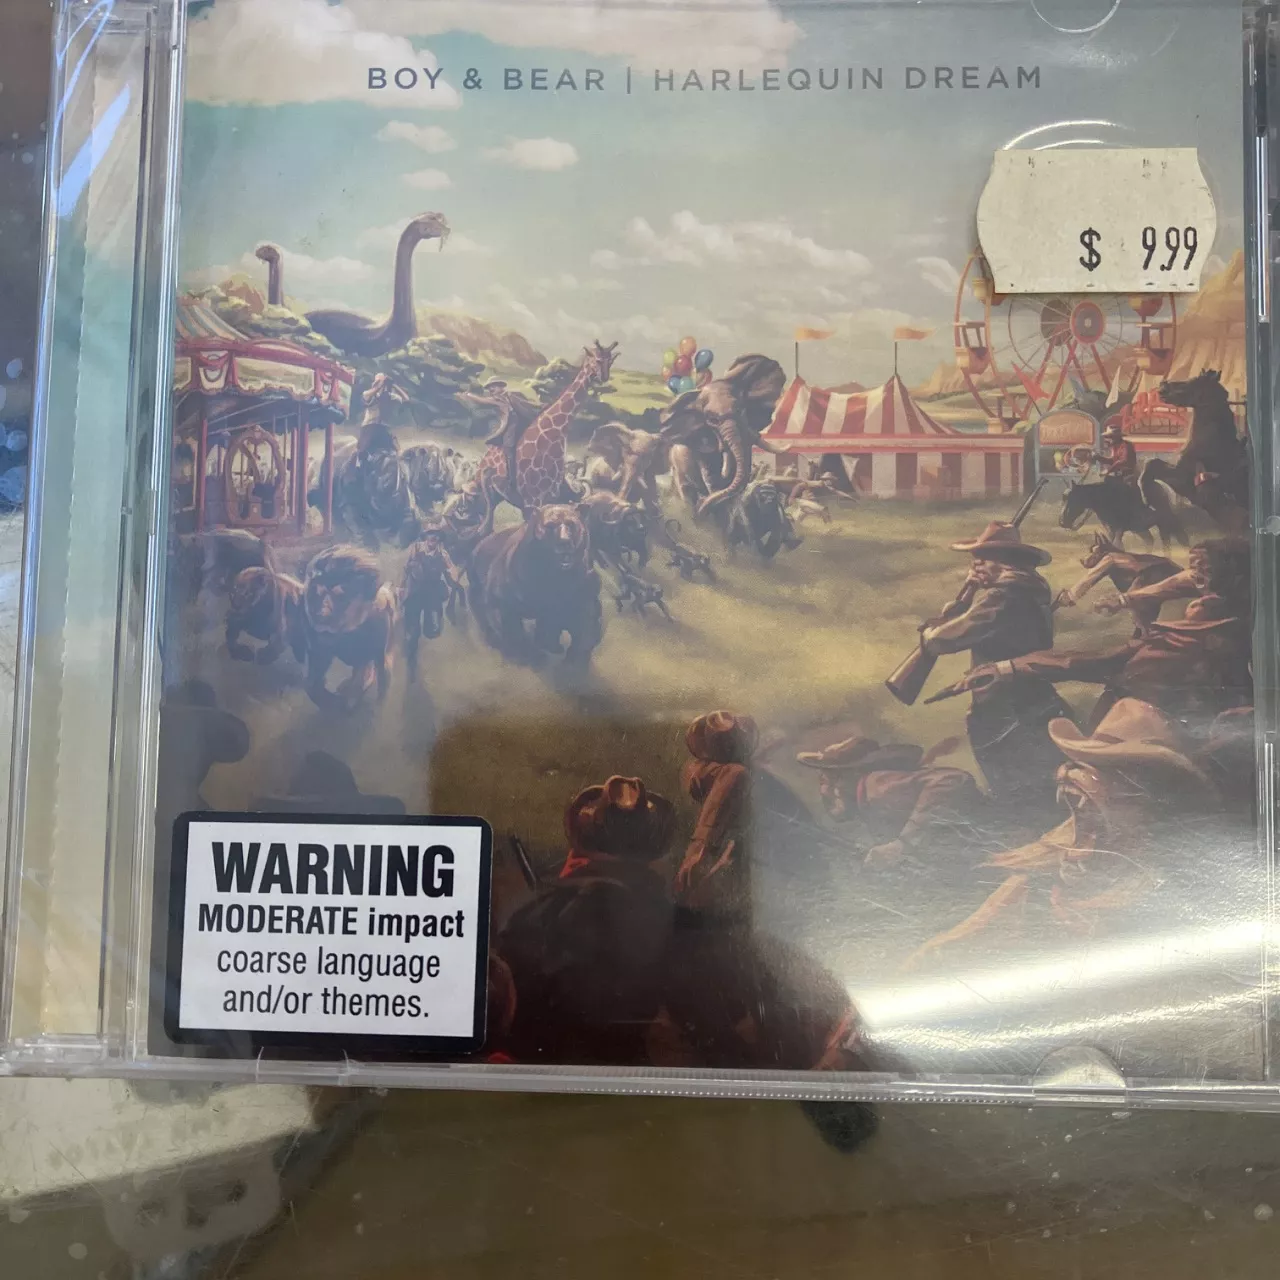 BOY & BEAR | HARLEQUIN DREAM
$ 9.99
WARNING
MODERATE impact
coarse language
and/or themes.